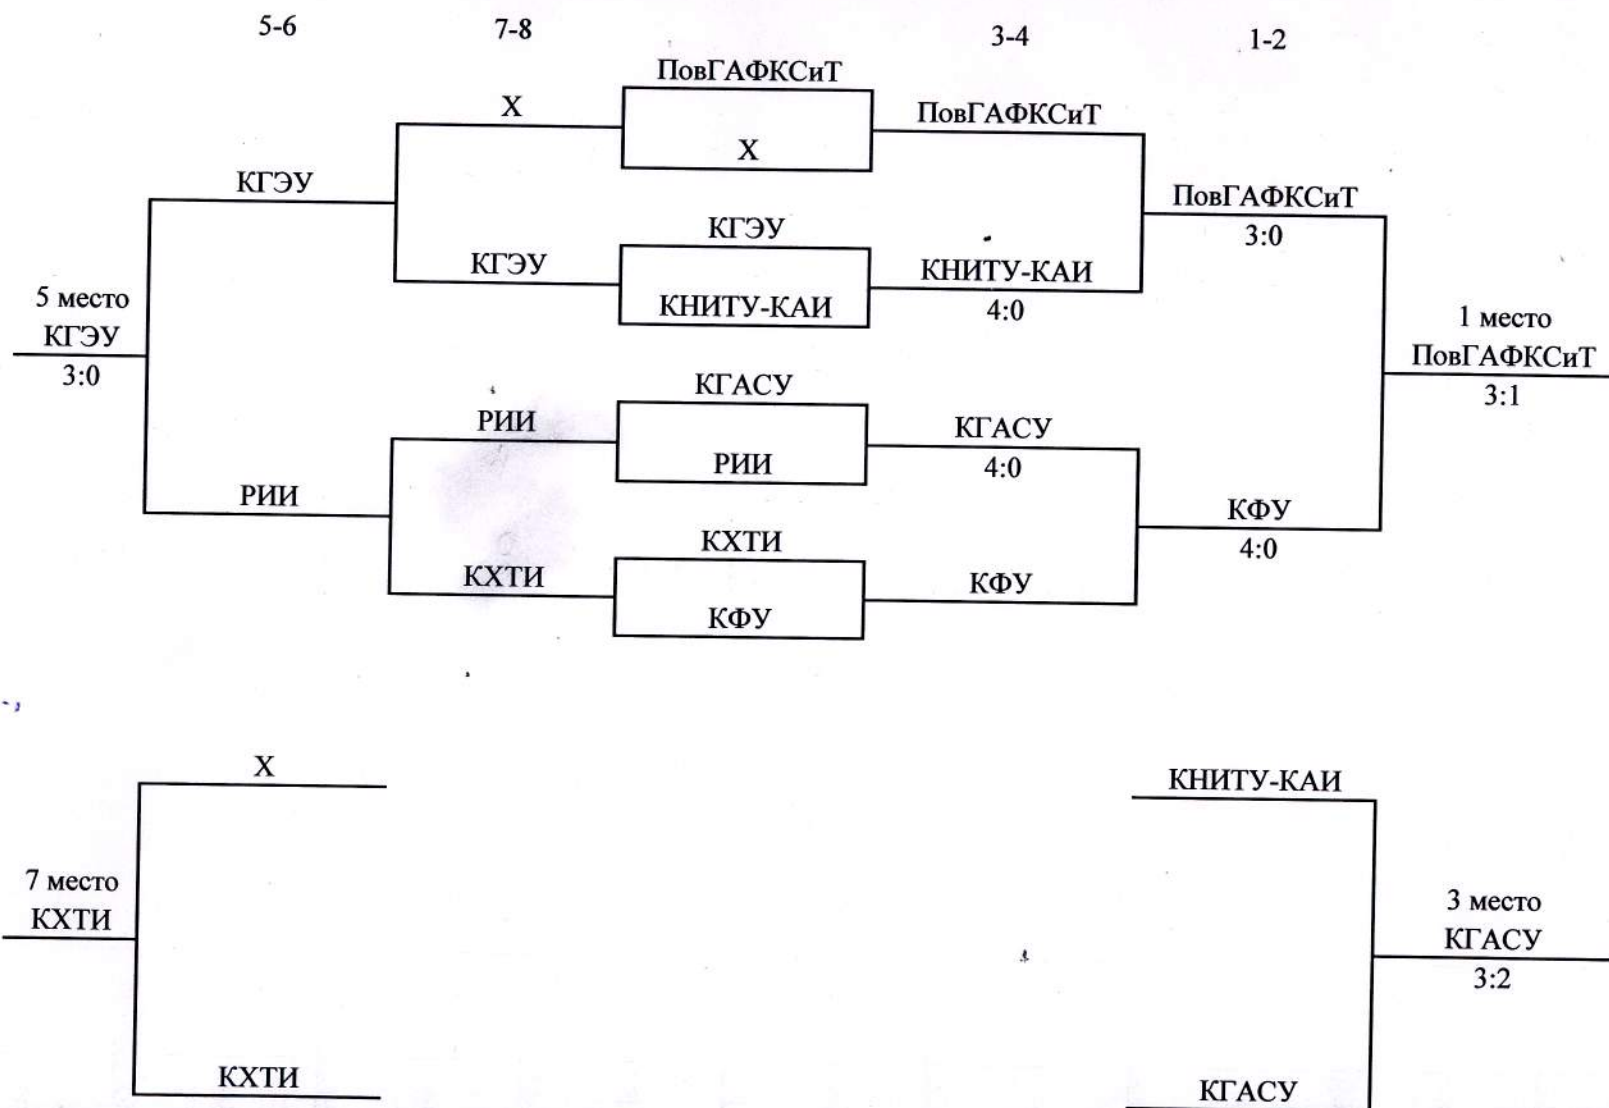 5-6
7-8
3-4
1-2
ПовГАФКСиТ
Х
ПовГАФКСиТ
Х
КГЭУ
ПовГАФКСиТ
3:0
КГЭУ
КГЭУ
КНИТУ-КАИ
КНИТУ-КАИ
4:0
5 место
КГЭУ
3:0
1 место
ПовГАФКСиТ
3:1
КГАСУ
РИИ
РИИ
КГАСУ
4:0
РИИ
КФУ
4:0
КХТИ
КХТИ
КФУ
КФУ
Х
КНИТУ-КАИ
7 место
КХТИ
3 место
КГАСУ
3:2
КХТИ
КГАСУ